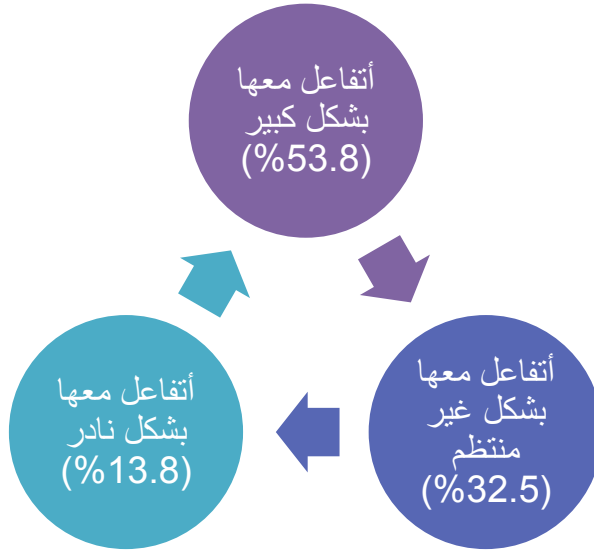 أتفاعل معها
بشكل كبير
(%53.8)
أتفاعل معها
بشكل غير
منتظم
(%32.5)
أتفاعل معها
بشكل نادر
(%13.8)